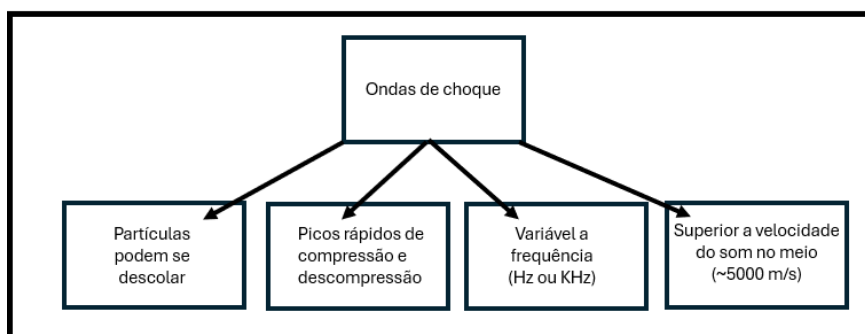 Ondas de choque
Partículas
podem se
descolar
Picos rápidos de
compressão e
descompressão
Variável a
frequência
(Hz ou KHz)
Superior a velocidade
do som no meio
(~5000 m/s)